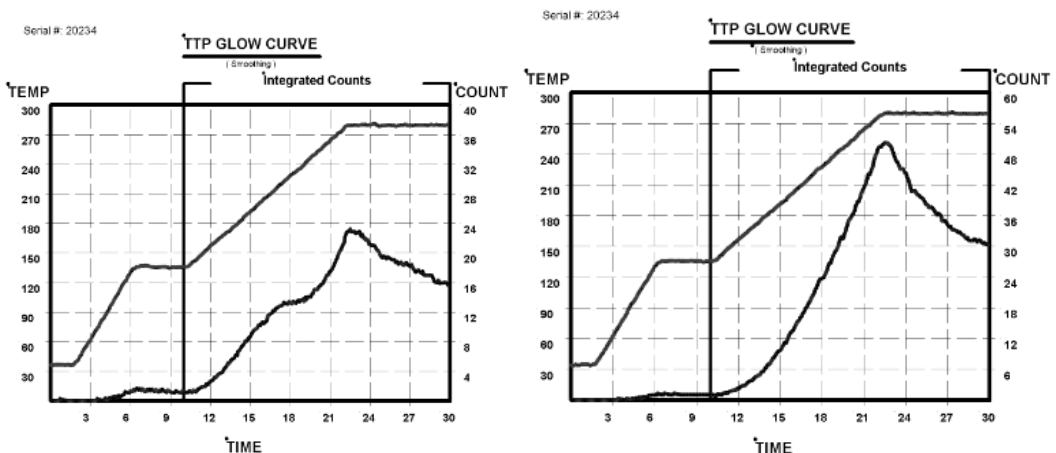 Serial #: 20234
TTP GLOW CURVE
( Smoothing )
Integrated Counts
TEMP
COUNT
300
270
240
210
180
150
120
90
60
30
40
36
32
28
24
20
16
12
8
4
3 6 9 12 15 18 21 24 27 30
TIME
Serial #: 20234
TTP GLOW CURVE
( Smoothing )
Integrated Counts
TEMP
COUNT
300
270
240
210
180
150
120
90
60
30
60
54
48
42
36
30
24
18
12
6
3 6 9 12 15 18 21 24 27 30
TIME